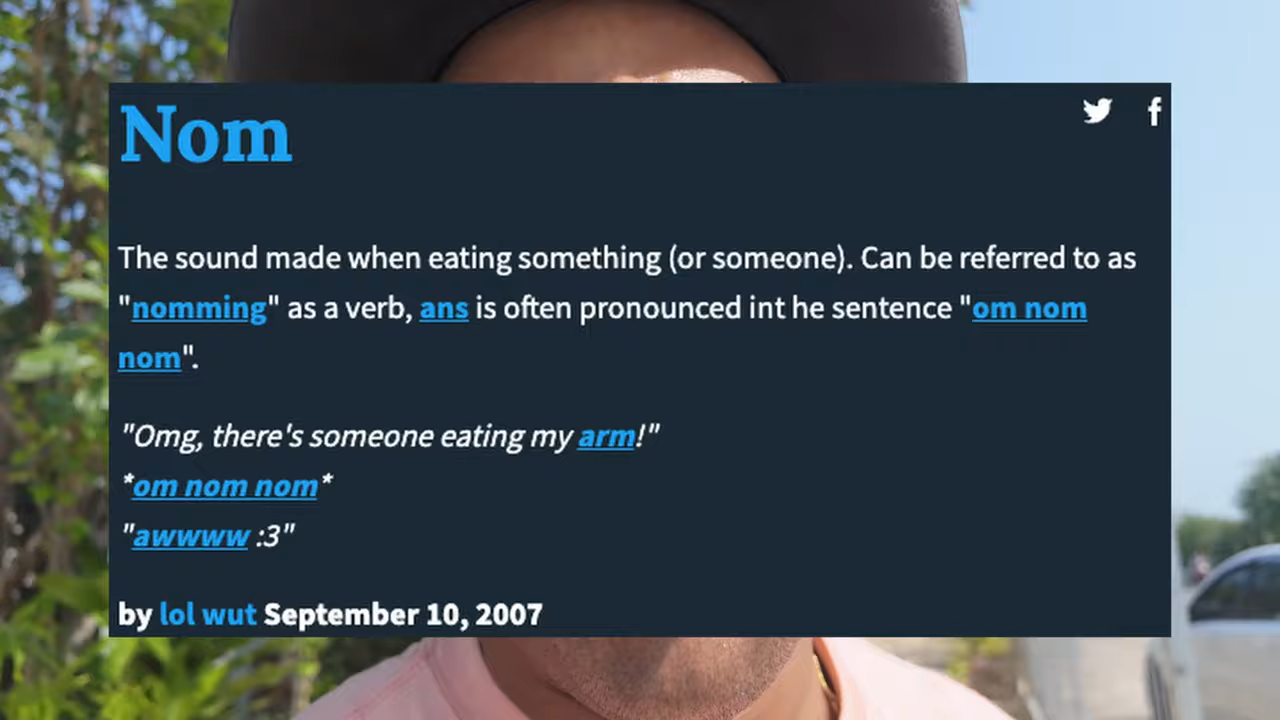 Nom
The sound made when eating something (or someone). Can be referred to as
"nomming" as a verb, ans is often pronounced int he sentence "om nom
nom".
"Omg, there's someone eating my arm!"
*om nom nom*
"awwww :3"
by lol wut September 10, 2007